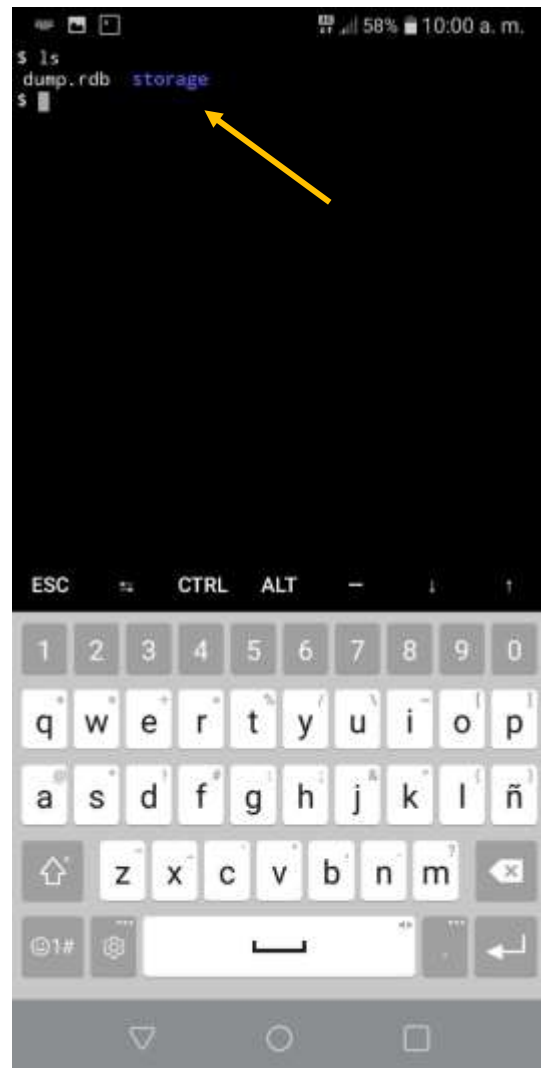 58% 10:00 a. m.
$ ls
dump.rdb storage
$
ESC CTRL ALT — ↓ ↑
1 2 3 4 5 6 7 8 9 0
q w e r t y u i o p
a s d f g h j k l ñ
z x c v b n m
1# .